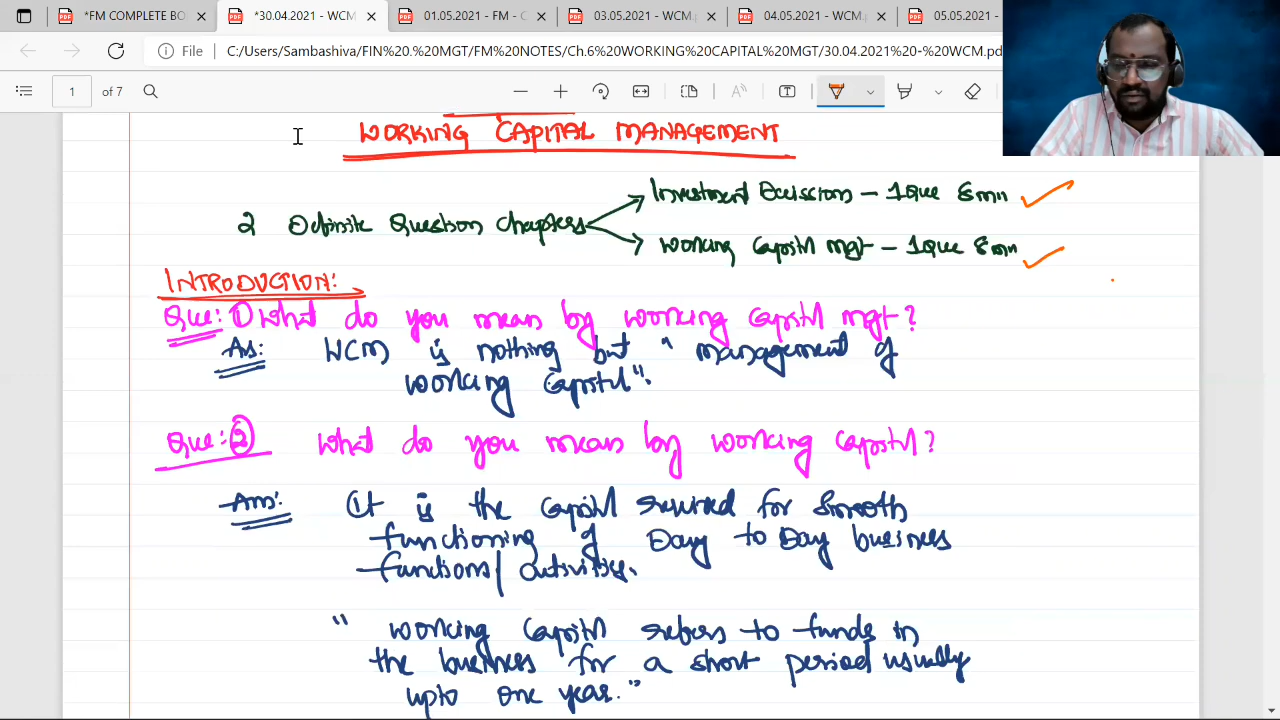 *FM COMPLETE BO
*30.04.2021 - WCM
01.05.2021 - FM - C
03.05.2021 - WCM.
04.05.2021 - WCM.
05.05.2021 -
File
C:/Users/Sambashiva/FIN%20.%20MGT/FM%20NOTES/Ch.6%20WORKING%20CAPITAL%20MGT/30.04.2021%20-%20WCM.pd
1 of 7
WORKING CAPITAL MANAGEMENT
Investment Decission - 1Que 8mn
2 Definite Question Chapters
Working Capital mgt - 1Que 8mn
INTRODUCTION:
Que: ① What do you mean by working Capital mgt?
As: WCM is nothing but "management of
working capital".
Que: ② What do you mean by working Capital?
Ans: It is the capital required for smooth
functioning of Day to Day business
functions/activities.
" working Capital refers to funds in
the business for a short period usually
upto one year."